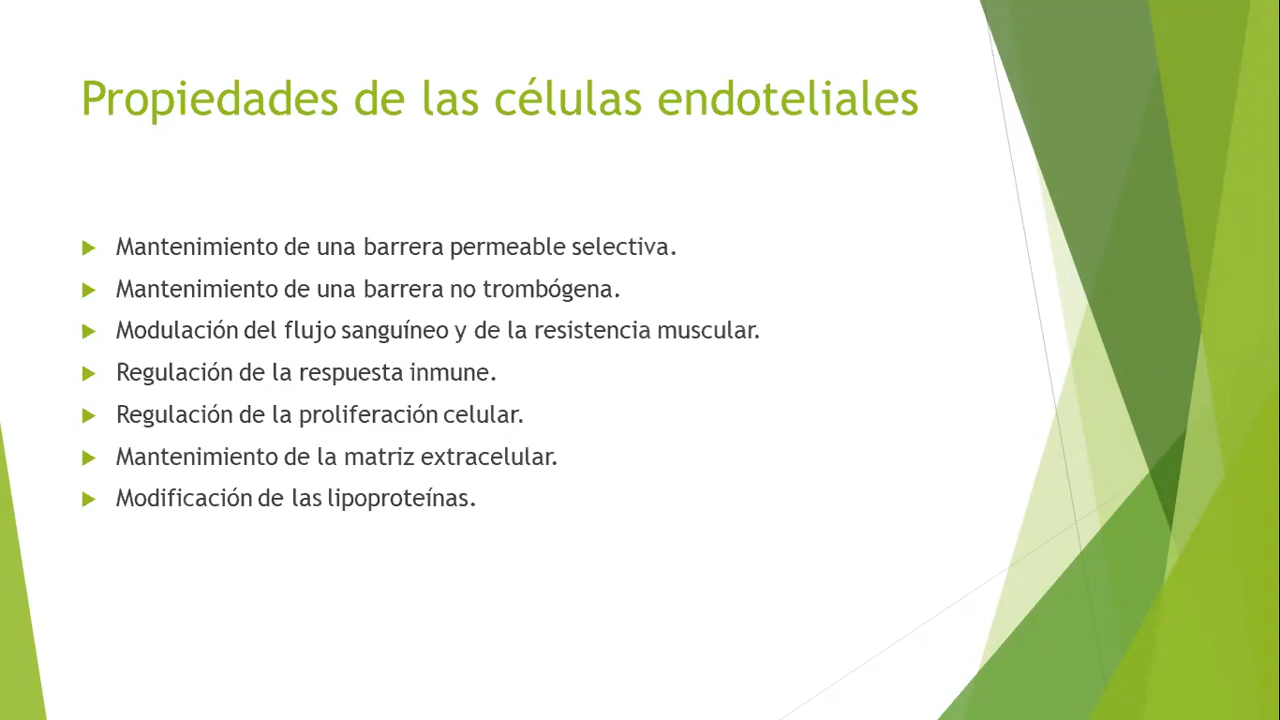 Propiedades de las células endoteliales
Mantenimiento de una barrera permeable selectiva.
Mantenimiento de una barrera no trombógena.
Modulación del flujo sanguíneo y de la resistencia muscular.
Regulación de la respuesta inmune.
Regulación de la proliferación celular.
Mantenimiento de la matriz extracelular.
Modificación de las lipoproteínas.